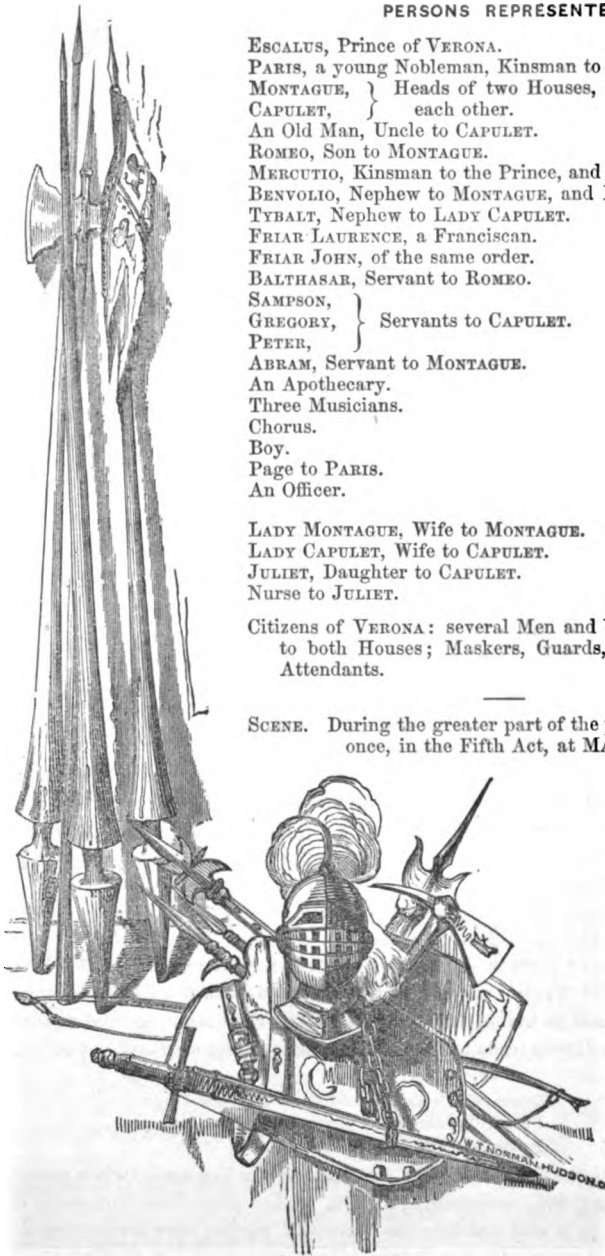 PERSONS REPRESENTE
ESCALUS, Prince of VERONA.
PARIS, a young Nobleman, Kinsman to
MONTAGUE, } Heads of two Houses,
CAPULET, } each other.
An Old Man, Uncle to CAPULET.
ROMEO, Son to MONTAGUE.
MERCUTIO, Kinsman to the Prince, and
BENVOLIO, Nephew to MONTAGUE, and
TYBALT, Nephew to LADY CAPULET.
FRIAR LAURENCE, a Franciscan.
FRIAR JOHN, of the same order.
BALTHASAR, Servant to ROMEO.
SAMPSON,
GREGORY, } Servants to CAPULET.
PETER,
ABRAM, Servant to MONTAGUE.
An Apothecary.
Three Musicians.
Chorus.
Boy.
Page to PARIS.
An Officer.
LADY MONTAGUE, Wife to MONTAGUE.
LADY CAPULET, Wife to CAPULET.
JULIET, Daughter to CAPULET.
Nurse to JULIET.
Citizens of VERONA: several Men and
to both Houses; Maskers, Guards,
Attendants.
SCENE. During the greater part of the
once, in the Fifth Act, at MA
W. T. NORMAN. HUDSON.